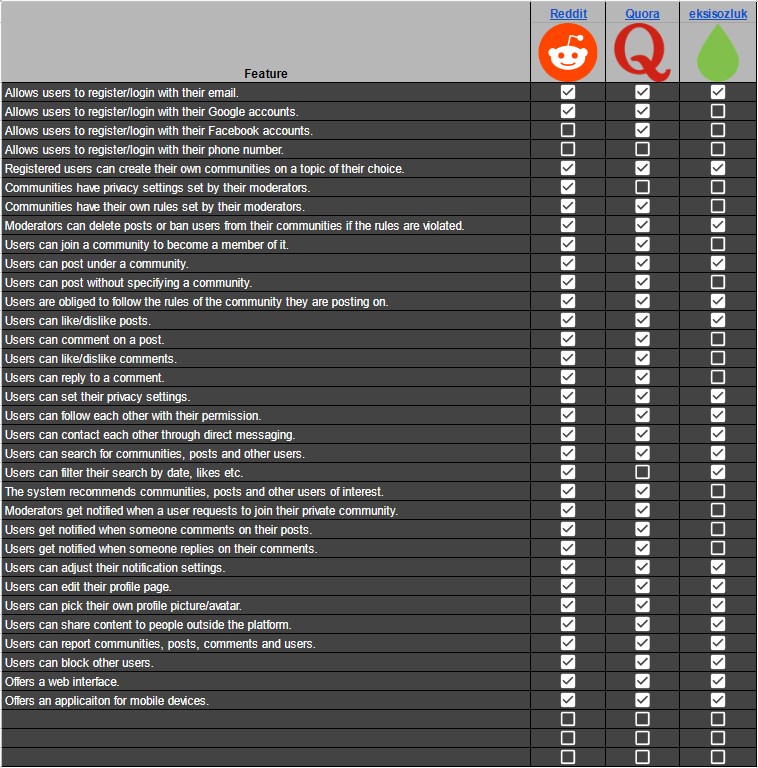 Reddit Quora eksisozluk
Feature
Allows users to register/login with their email.
Allows users to register/login with their Google accounts.
Allows users to register/login with their Facebook accounts.
Allows users to register/login with their phone number.
Registered users can create their own communities on a topic of their choice.
Communities have privacy settings set by their moderators.
Communities have their own rules set by their moderators.
Moderators can delete posts or ban users from their communities if the rules are violated.
Users can join a community to become a member of it.
Users can post under a community.
Users can post without specifying a community.
Users are obliged to follow the rules of the community they are posting on.
Users can like/dislike posts.
Users can comment on a post.
Users can like/dislike comments.
Users can reply to a comment.
Users can set their privacy settings.
Users can follow each other with their permission.
Users can contact each other through direct messaging.
Users can search for communities, posts and other users.
Users can filter their search by date, likes etc.
The system recommends communities, posts and other users of interest.
Moderators get notified when a user requests to join their private community.
Users get notified when someone comments on their posts.
Users get notified when someone replies on their comments.
Users can adjust their notification settings.
Users can edit their profile page.
Users can pick their own profile picture/avatar.
Users can share content to people outside the platform.
Users can report communities, posts, comments and users.
Users can block other users.
Offers a web interface.
Offers an applicaiton for mobile devices.